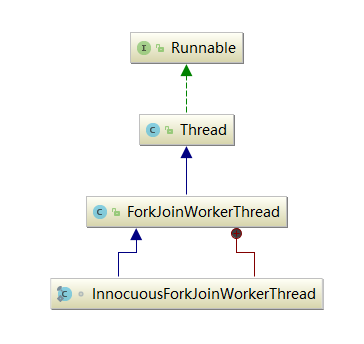 I Runnable
C Thread
C ForkJoinWorkerThread
C InnocuousForkJoinWorkerThread